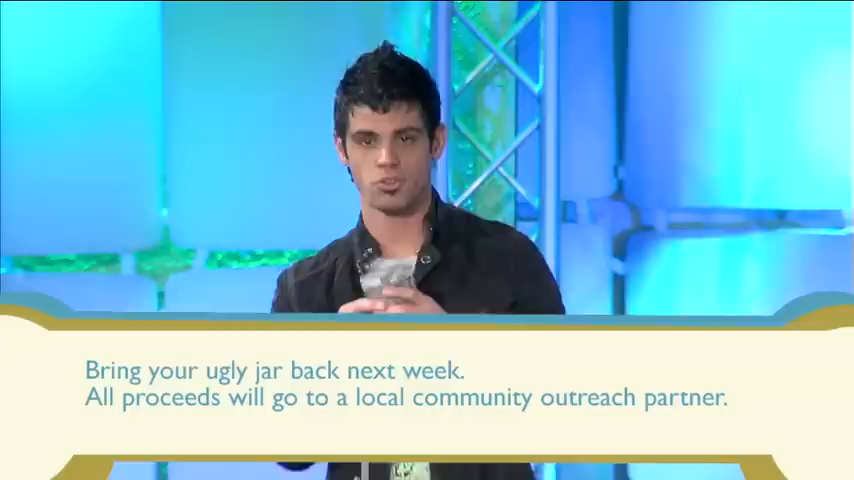 Bring your ugly jar back next week.
All proceeds will go to a local community outreach partner.